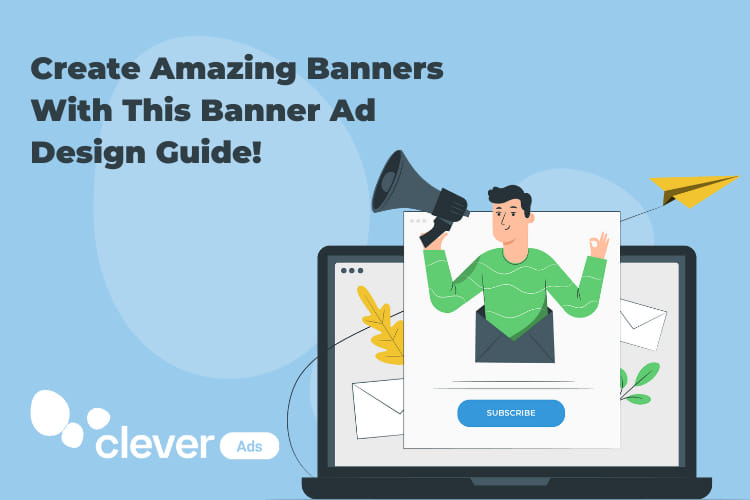 Create Amazing Banners
With This Banner Ad
Design Guide!
SUBSCRIBE
clever Ads